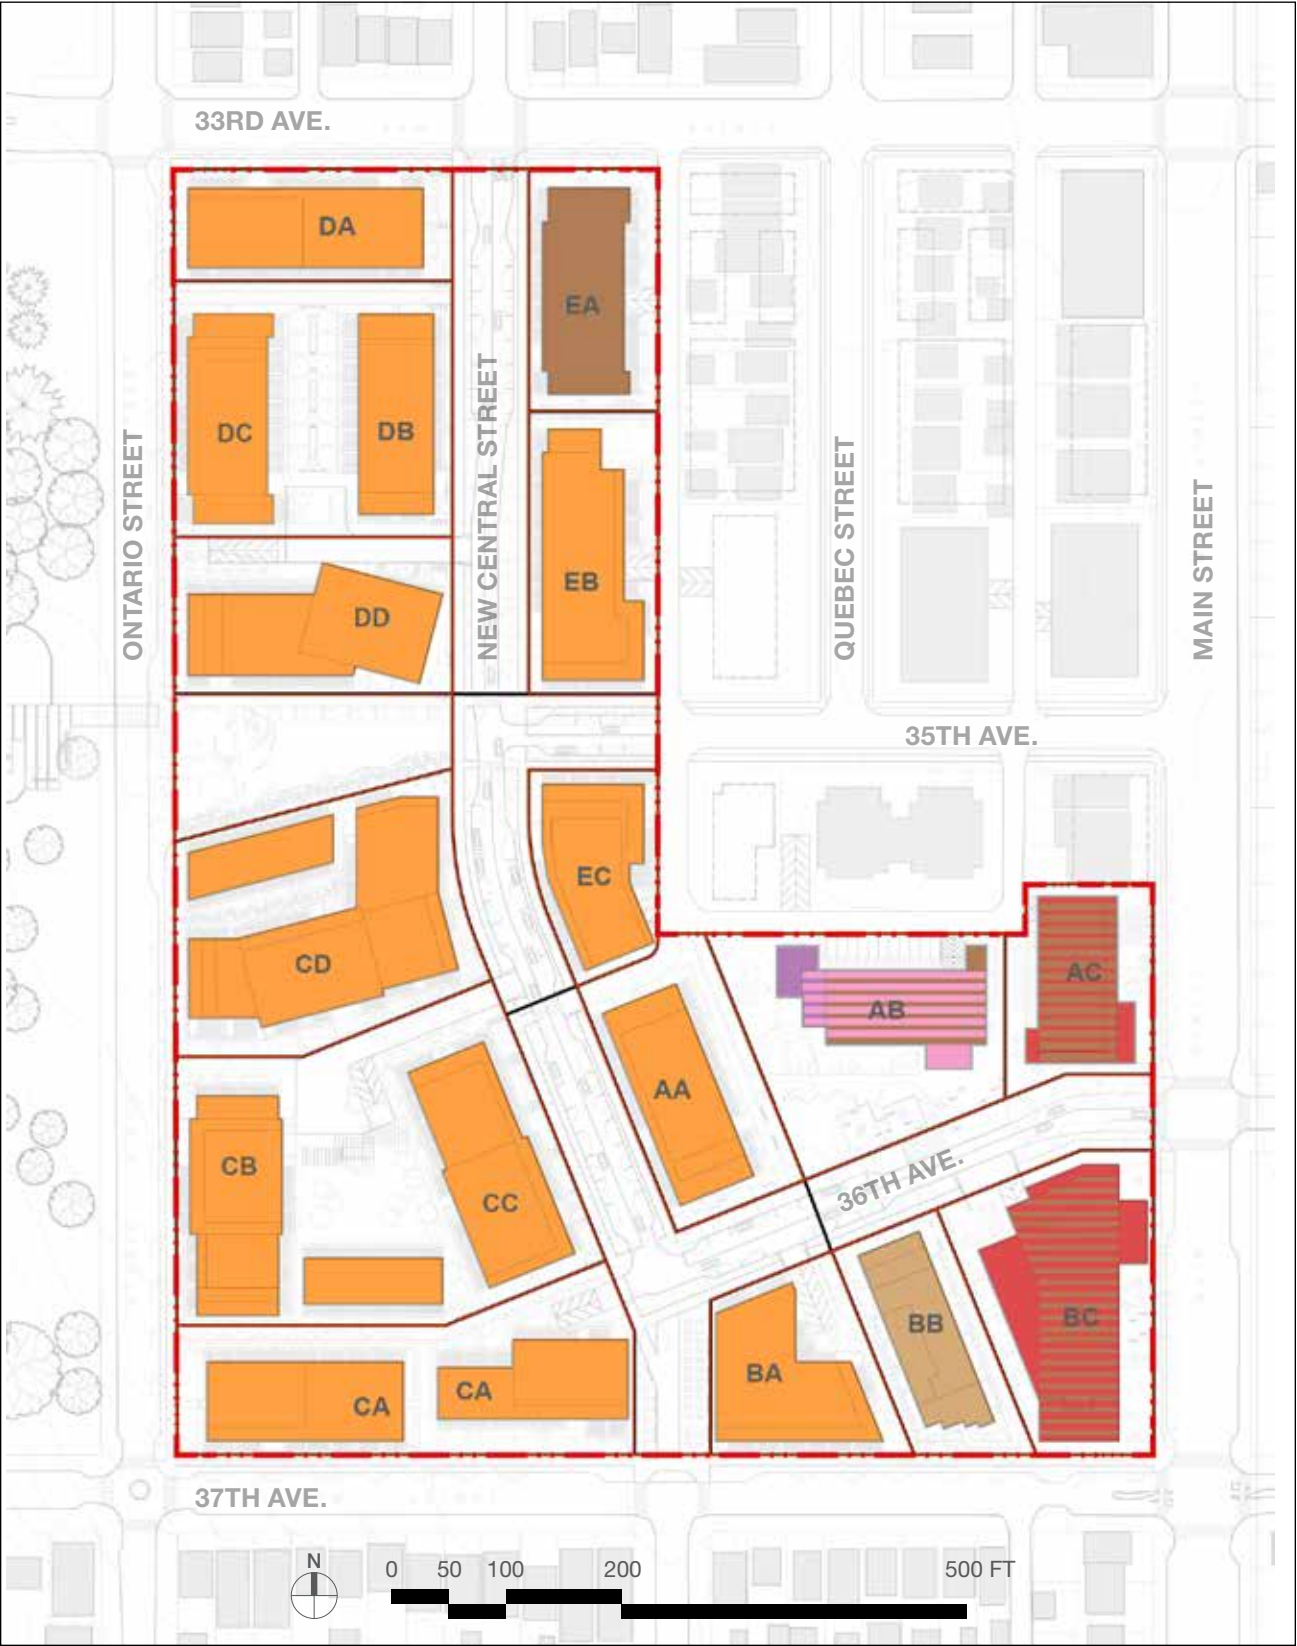 33RD AVE.
DA
EA
DC
DB
ONTARIO STREET
NEW CENTRAL STREET
QUEBEC STREET
MAIN STREET
EB
DD
35TH AVE.
EC
CD
AB
AC
AA
CB
CC
36TH AVE.
BA
BB
BC
CA
CA
37TH AVE.
N
0 50 100 200 500 FT